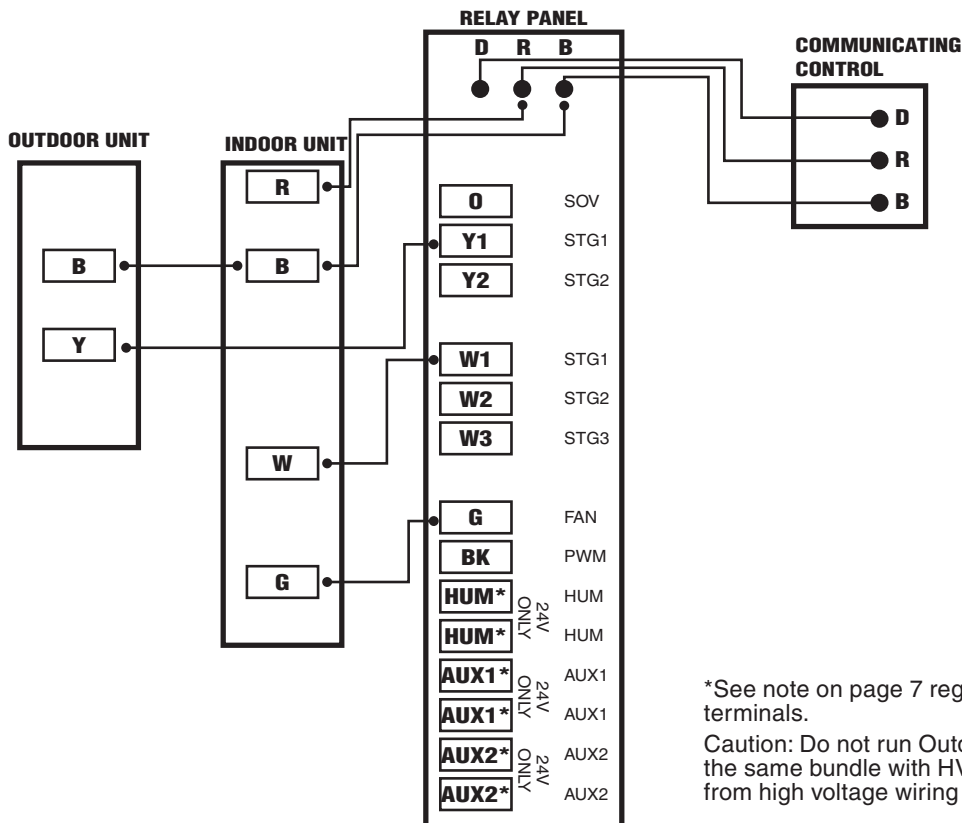 RELAY PANEL
D R B
COMMUNICATING
CONTROL
D
R
B
OUTDOOR UNIT
B
Y
INDOOR UNIT
R
B
W
G
O SOV
Y1 STG1
Y2 STG2
W1 STG1
W2 STG2
W3 STG3
G FAN
BK PWM
HUM* HUM
HUM* HUM
24V
ONLY
AUX1* AUX1
AUX1* AUX1
24V
ONLY
AUX2* AUX2
AUX2* AUX2
24V
ONLY
*See note on page 7 reg
terminals.
Caution: Do not run Outd
the same bundle with HV
from high voltage wiring